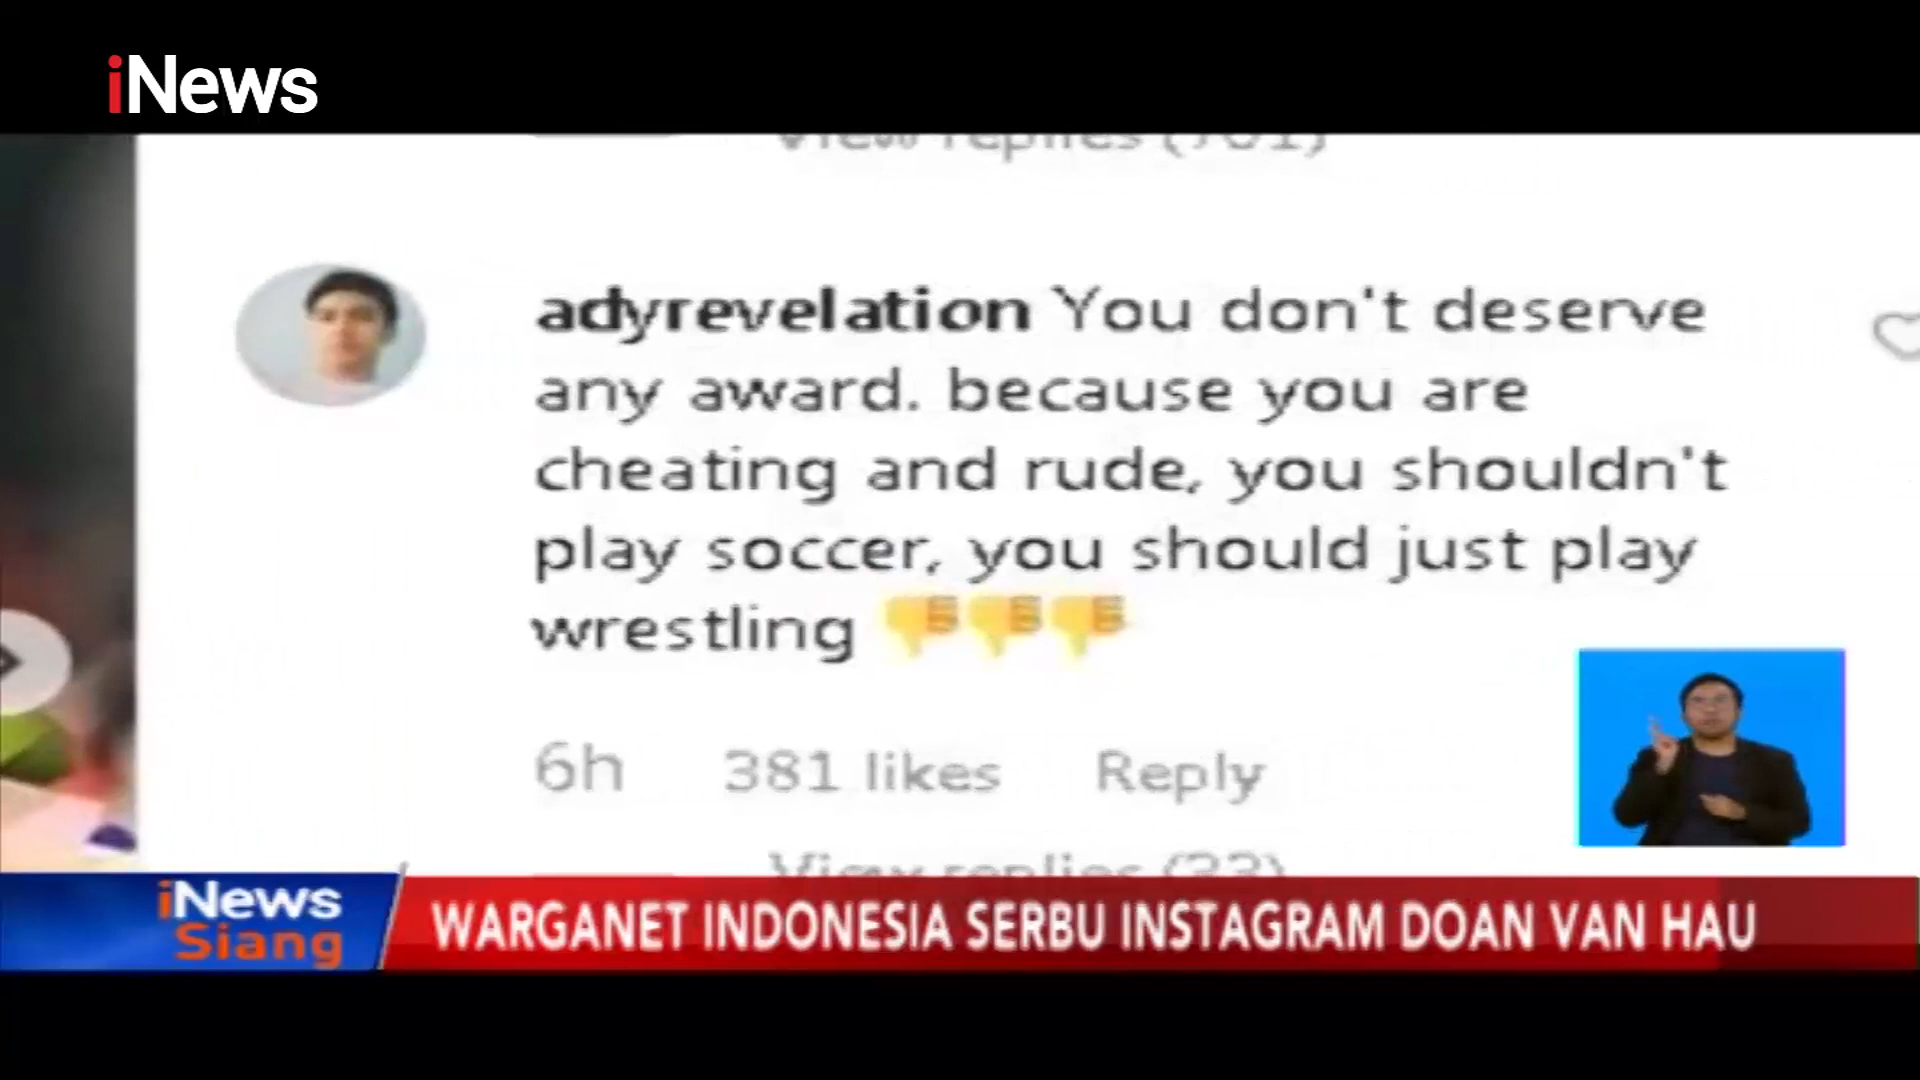 iNews
View replies (701)
adyrevelation You don't deserve
any award. because you are
cheating and rude, you shouldn't
play soccer, you should just play
wrestling 👎👎👎
6h 381 likes Reply
View replies (33)
iNews
Siang
WARGANET INDONESIA SERBU INSTAGRAM DOAN VAN HAU